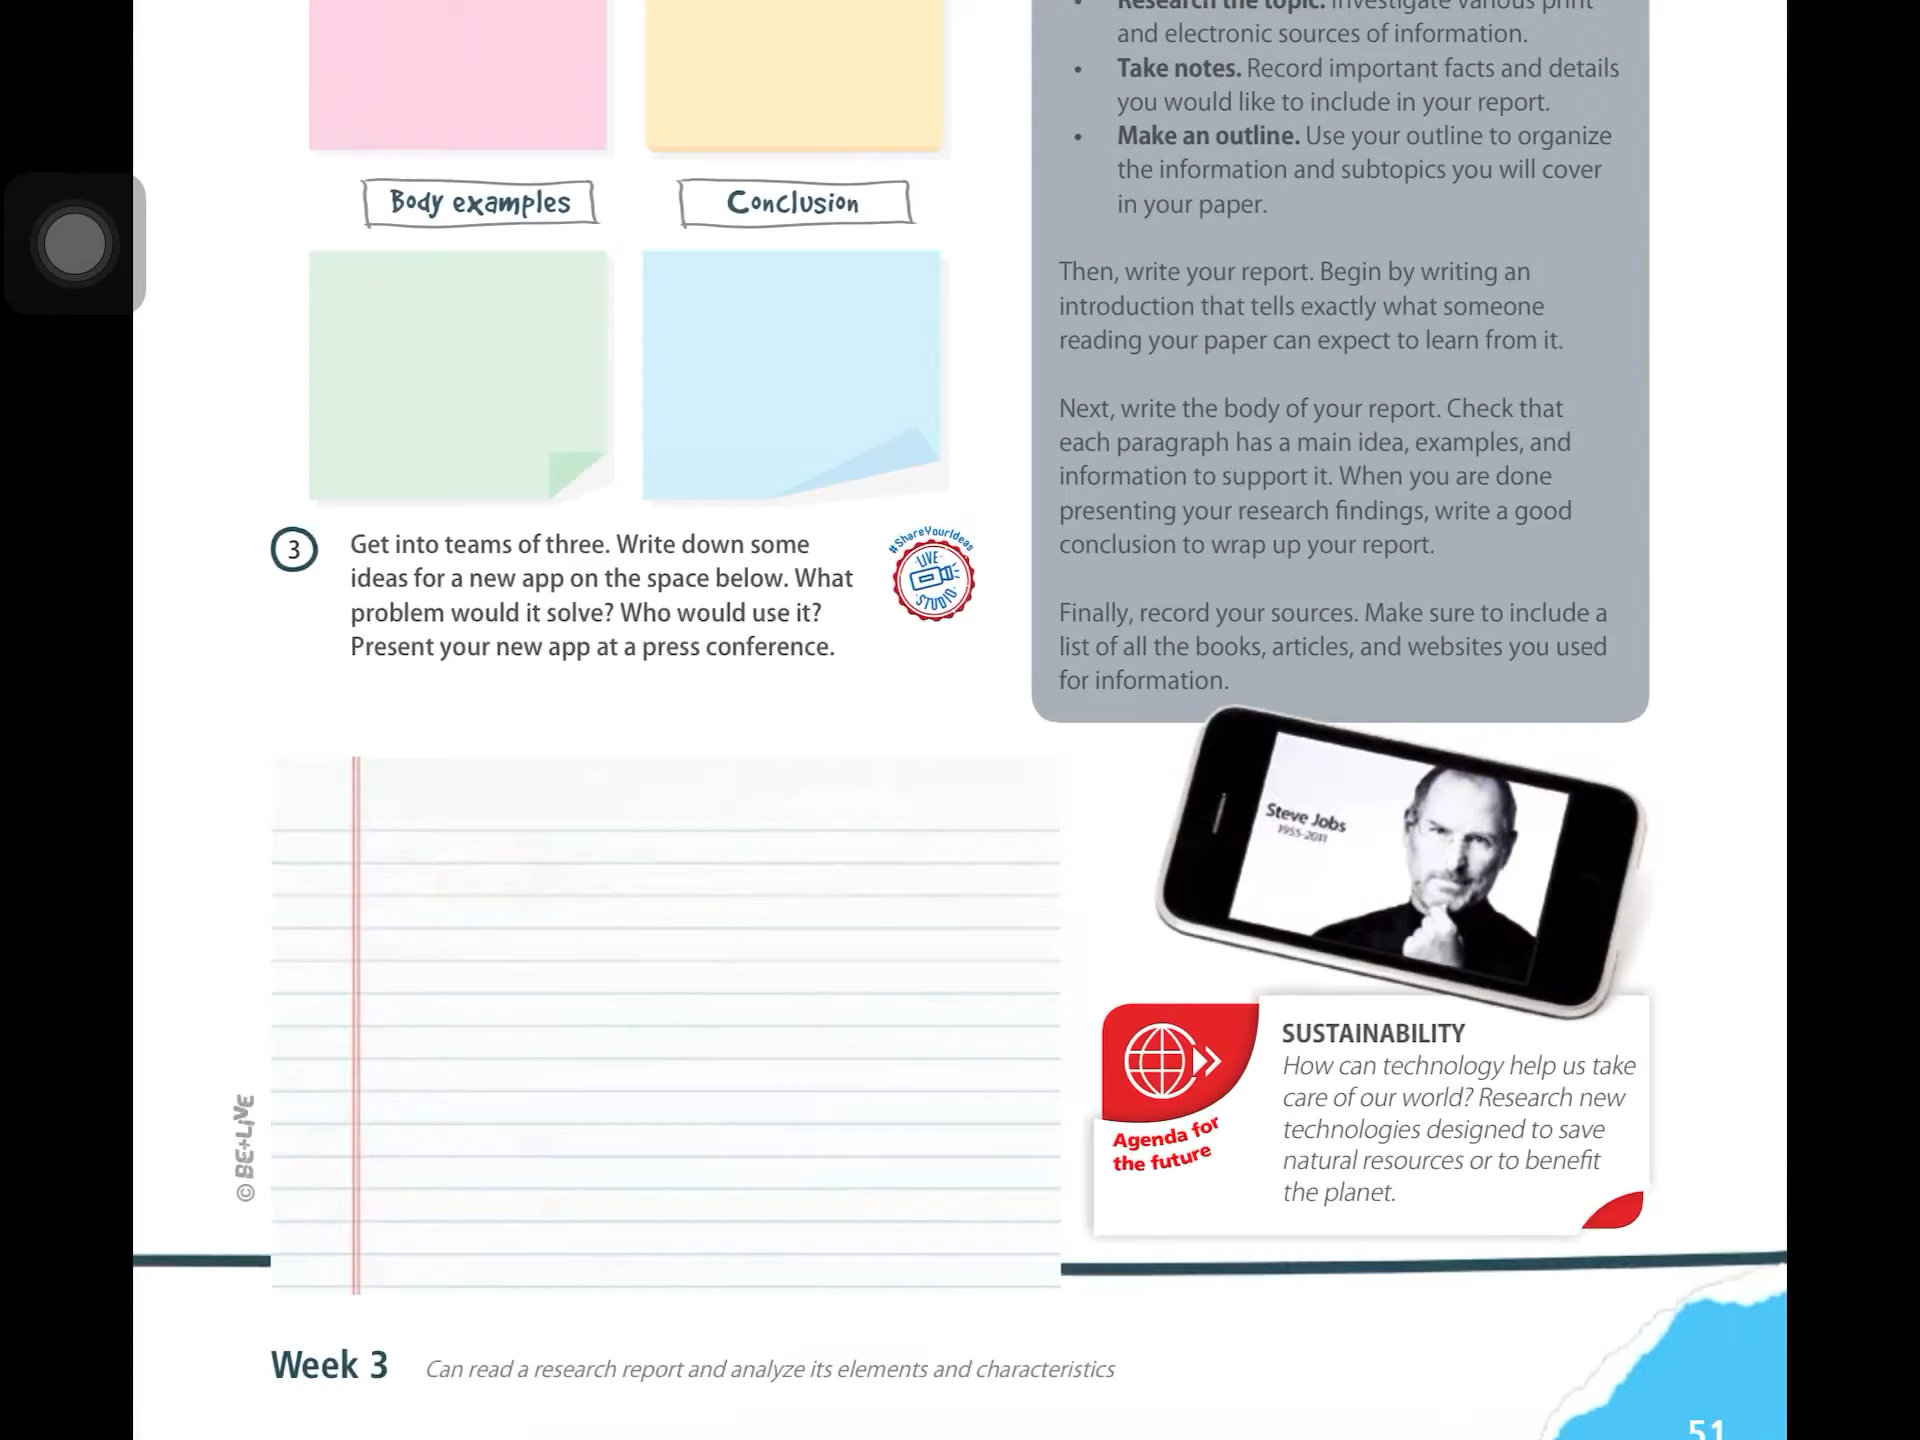 Body examples
Conclusion
3
Get into teams of three. Write down some
ideas for a new app on the space below. What
problem would it solve? Who would use it?
Present your new app at a press conference.
#ShareYourIdeas
LIVE
STUDIO
• Research the topic. Investigate various print
and electronic sources of information.
• Take notes. Record important facts and details
you would like to include in your report.
• Make an outline. Use your outline to organize
the information and subtopics you will cover
in your paper.
Then, write your report. Begin by writing an
introduction that tells exactly what someone
reading your paper can expect to learn from it.
Next, write the body of your report. Check that
each paragraph has a main idea, examples, and
information to support it. When you are done
presenting your research findings, write a good
conclusion to wrap up your report.
Finally, record your sources. Make sure to include a
list of all the books, articles, and websites you used
for information.
Steve Jobs
1955-2011
Agenda for
the future
SUSTAINABILITY
How can technology help us take
care of our world? Research new
technologies designed to save
natural resources or to benefit
the planet.
© BE+LIVE
Week 3
Can read a research report and analyze its elements and characteristics
51